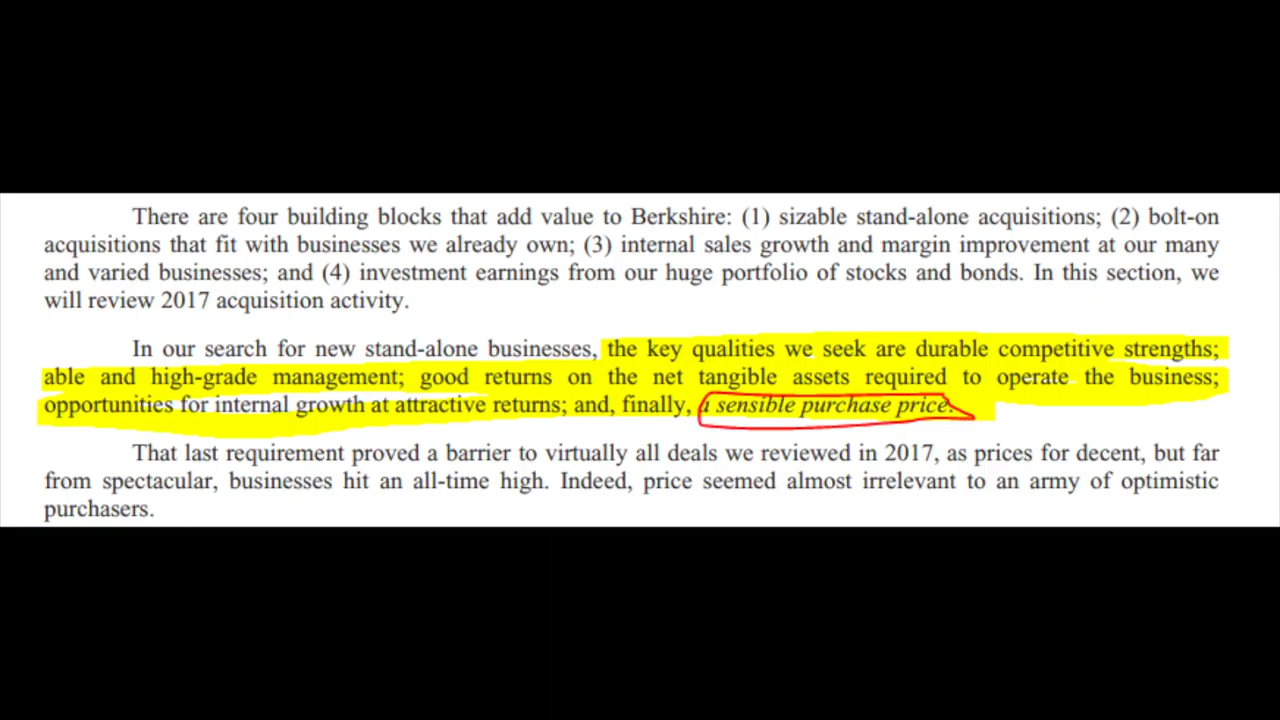 There are four building blocks that add value to Berkshire: (1) sizable stand-alone acquisitions; (2) bolt-on
acquisitions that fit with businesses we already own; (3) internal sales growth and margin improvement at our many
and varied businesses; and (4) investment earnings from our huge portfolio of stocks and bonds. In this section, we
will review 2017 acquisition activity.
In our search for new stand-alone businesses, the key qualities we seek are durable competitive strengths;
able and high-grade management; good returns on the net tangible assets required to operate the business;
opportunities for internal growth at attractive returns; and, finally, a sensible purchase price.
That last requirement proved a barrier to virtually all deals we reviewed in 2017, as prices for decent, but far
from spectacular, businesses hit an all-time high. Indeed, price seemed almost irrelevant to an army of optimistic
purchasers.